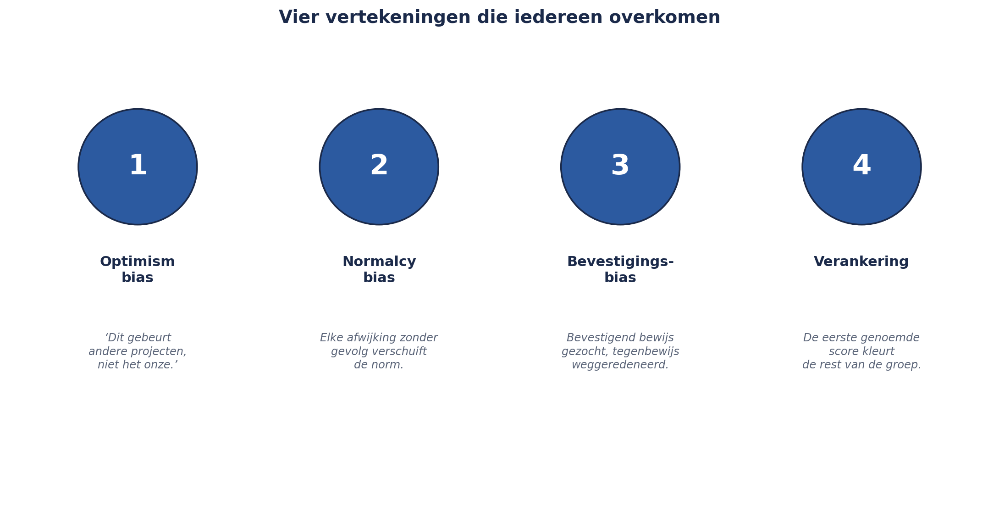 Vier vertekeningen die iedereen overkomen
1
Optimism
bias
‘Dit gebeurt
andere projecten,
niet het onze.’
2
Normalcy
bias
Elke afwijking zonder
gevolg verschuift
de norm.
3
Bevestigings-
bias
Bevestigend bewijs
gezocht, tegenbewijs
weggeredeneerd.
4
Verankering
De eerste genoemde
score kleurt
de rest van de groep.